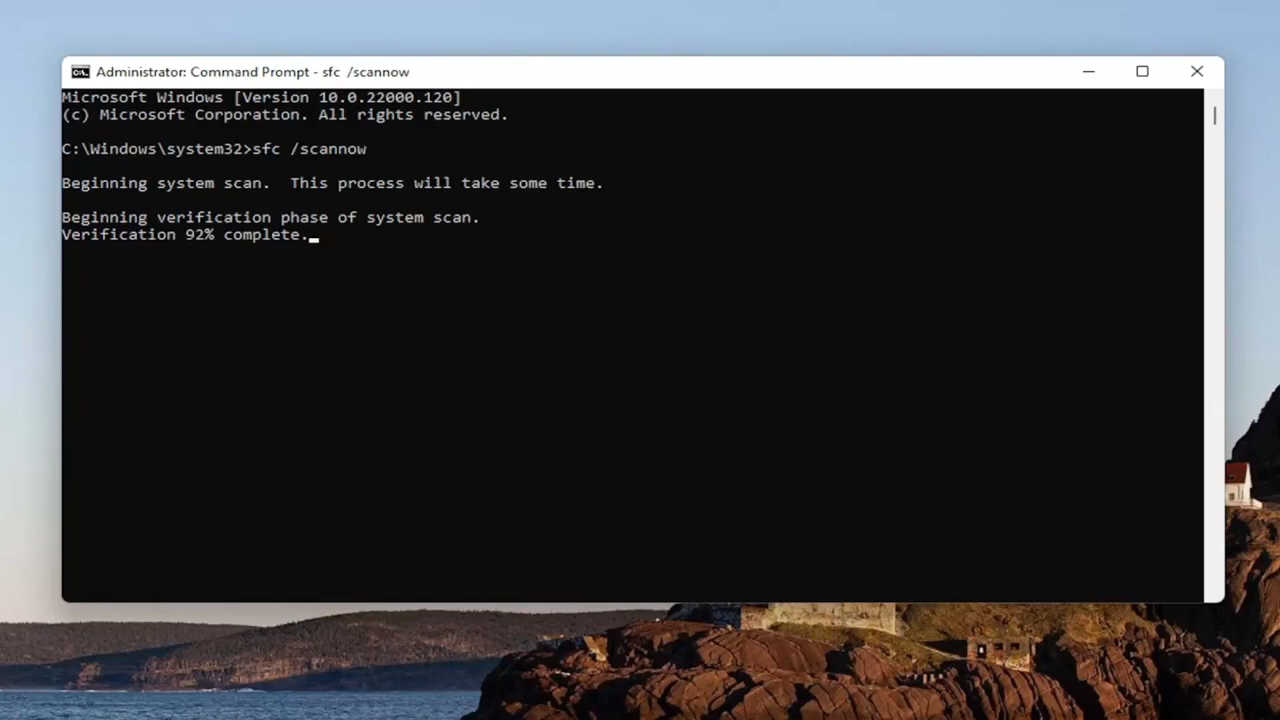 Administrator: Command Prompt - sfc  /scannow
Microsoft Windows [Version 10.0.22000.120]
(c) Microsoft Corporation. All rights reserved.
C:\Windows\system32>sfc /scannow
Beginning system scan.  This process will take some time.
Beginning verification phase of system scan.
Verification 92% complete.